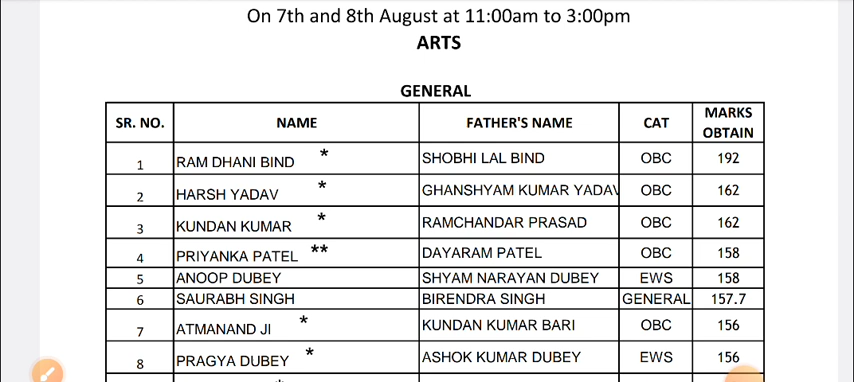 On 7th and 8th August at 11:00am to 3:00pm
ARTS
GENERAL
SR. NO. NAME FATHER'S NAME CAT MARKS OBTAIN
1 RAM DHANI BIND * SHOBHI LAL BIND OBC 192
2 HARSH YADAV * GHANSHYAM KUMAR YADAV OBC 162
3 KUNDAN KUMAR * RAMCHANDAR PRASAD OBC 162
4 PRIYANKA PATEL ** DAYARAM PATEL OBC 158
5 ANOOP DUBEY SHYAM NARAYAN DUBEY EWS 158
6 SAURABH SINGH BIRENDRA SINGH GENERAL 157.7
7 ATMANAND JI * KUNDAN KUMAR BARI OBC 156
8 PRAGYA DUBEY * ASHOK KUMAR DUBEY EWS 156